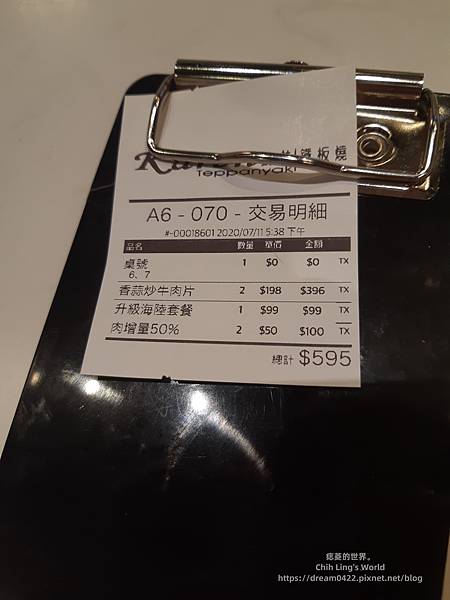 鐵板燒
teppanyaki
A6 - 070 - 交易明細
#-00018601 2020/07/11 5:38 下午
品名 數量 單價 金額
桌號 1 $0 $0 TX
6、7
香蒜炒牛肉片 2 $198 $396 TX
升級海陸套餐 1 $99 $99 TX
肉增量50% 2 $50 $100 TX
總計 $595
痞菱的世界。
Chih Ling's World
https://dream0422.pixnet.net/blog